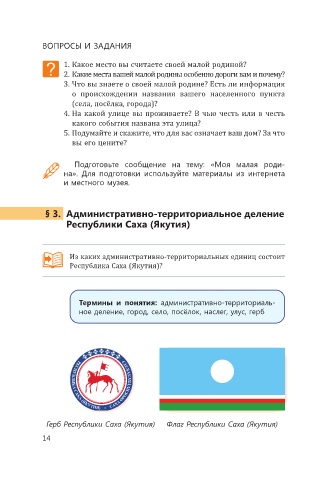 ВОПРОСЫ И ЗАДАНИЯ
1. Какое место вы считаете своей малой родиной?
2. Какие места вашей малой родины особенно дороги вам и почему?
3. Что вы знаете о своей малой родине? Есть ли информация
о происхождении названия вашего населенного пункта
(села, посёлка, города)?
4. На какой улице вы проживаете? В чью честь или в честь
какого события названа эта улица?
5. Подумайте и скажите, что для вас означает ваш дом? За что
вы его цените?
Подготовьте сообщение на тему: «Моя малая роди-
на». Для подготовки используйте материалы из интернета
и местного музея.
§ 3. Административно-территориальное деление
Республики Саха (Якутия)
Из каких административно-территориальных единиц состоит
Республика Саха (Якутия)?
Термины и понятия: административно-территориаль-
ное деление, город, село, посёлок, наслег, улус, герб
Герб Республики Саха (Якутия) Флаг Республики Саха (Якутия)
14